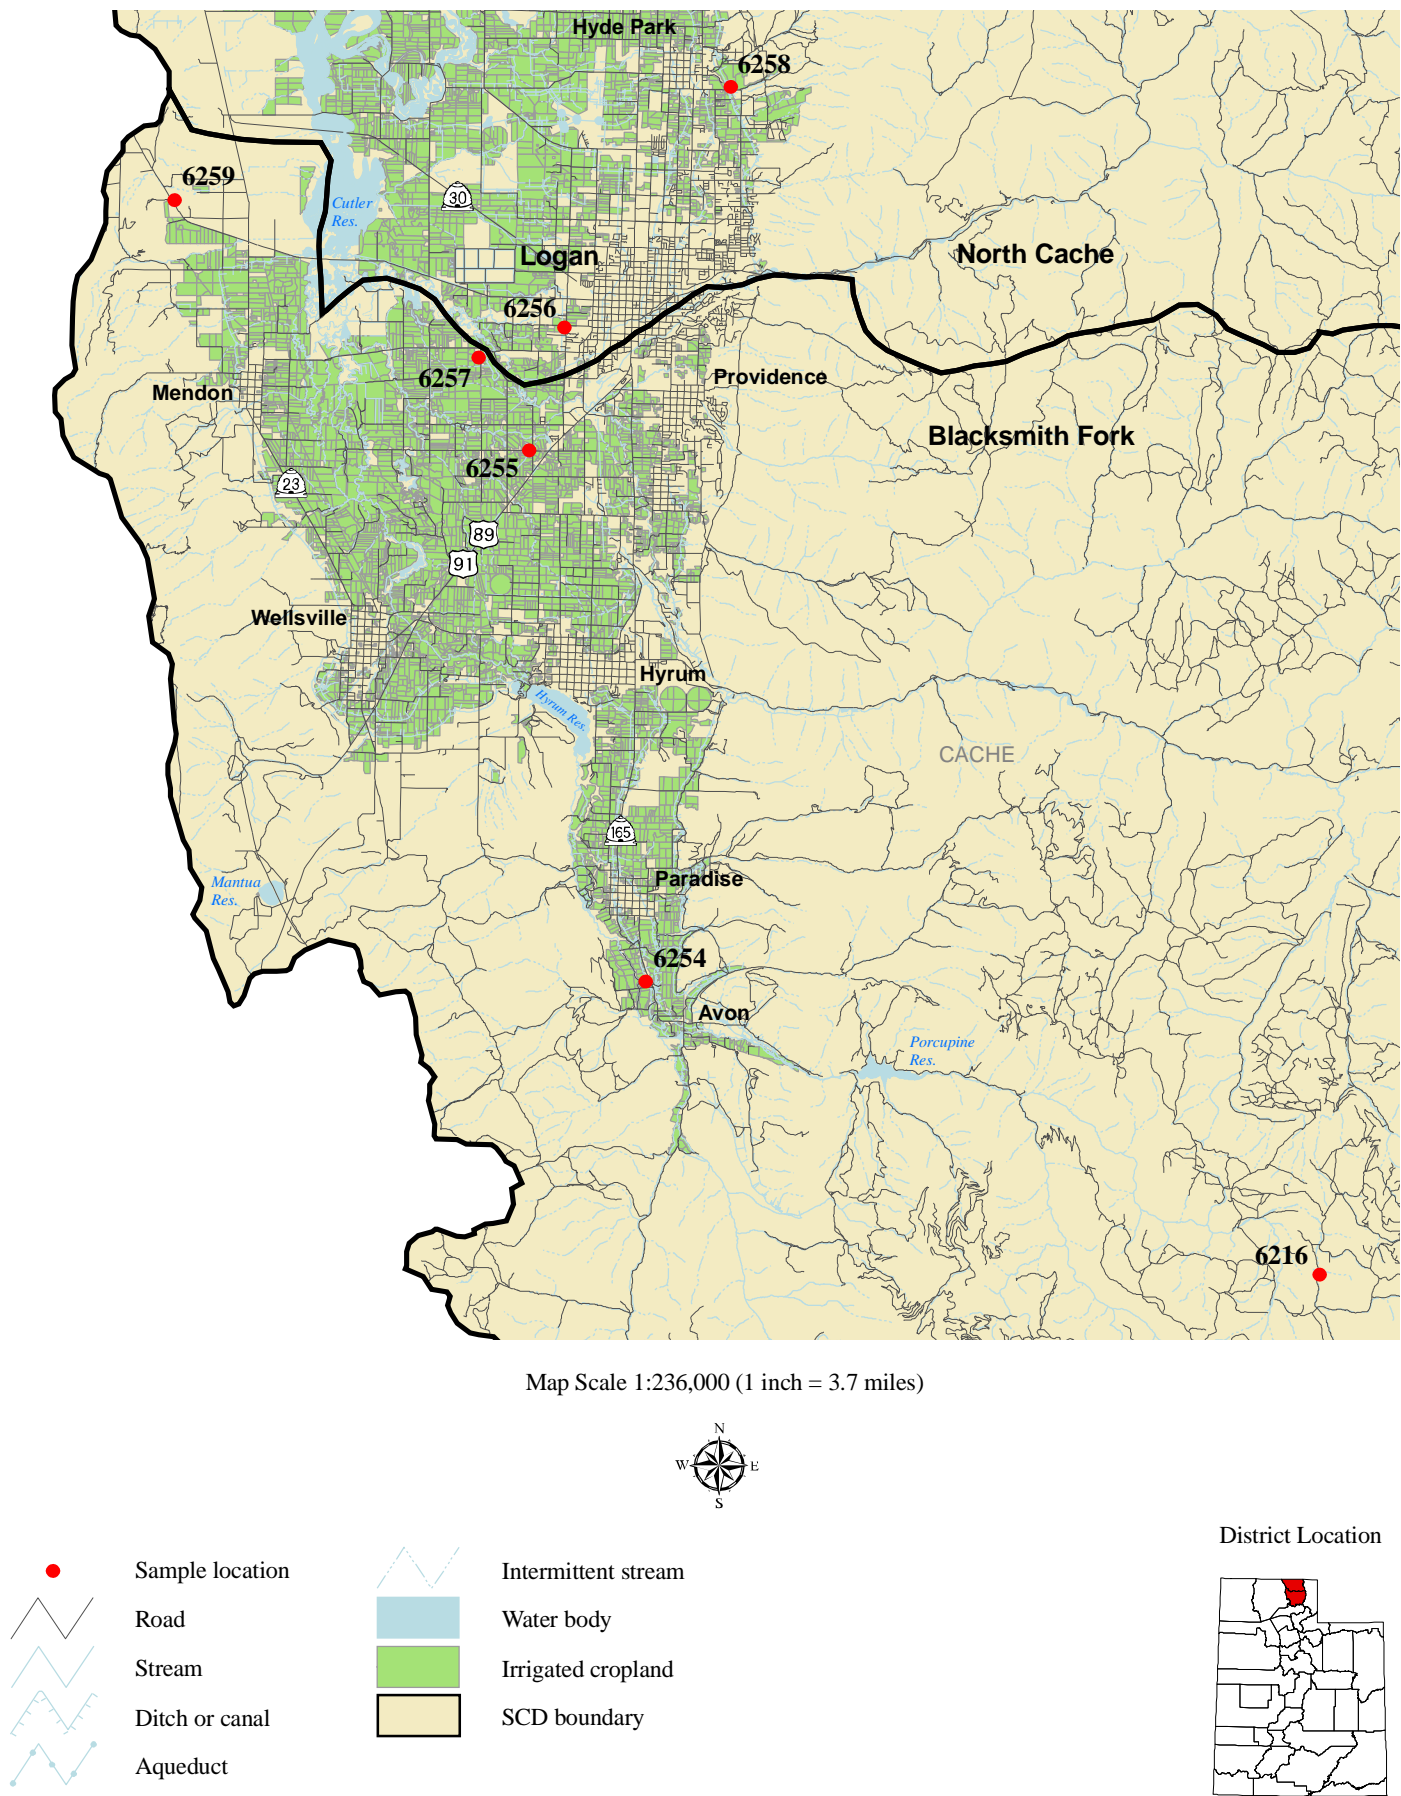 Hyde Park
6258
6259
30
Cutler
Res.
Logan
North Cache
6256
6257
Providence
Mendon
Blacksmith Fork
6255
23
89
91
Wellsville
Hyrum
Hyrum Res.
CACHE
165
Paradise
Mantua
Res.
6254
Avon
Porcupine
Res.
6216
Map Scale 1:236,000 (1 inch = 3.7 miles)
N
W
E
S
District Location
Sample location
Road
Stream
Ditch or canal
Aqueduct
Intermittent stream
Water body
Irrigated cropland
SCD boundary